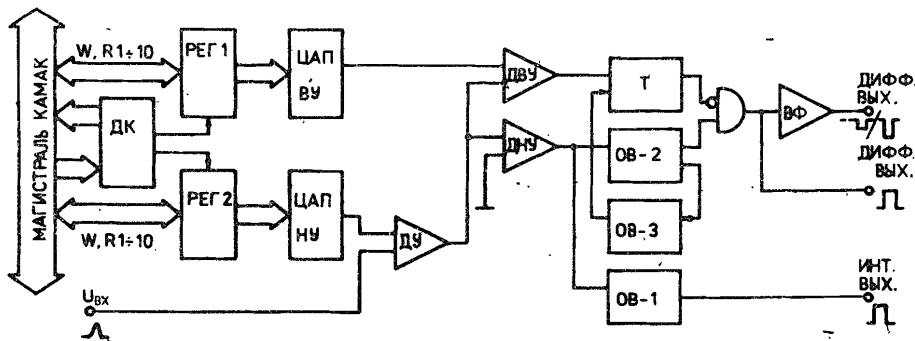 МАГИСТРАЛЬ КАМАК
W, R1÷10
РЕГ 1
ЦАП
ВУ
ДК
W, R1÷10
РЕГ 2
ЦАП
НУ
ДУ
Uвх
ДВУ
ДНУ
Т
ОВ-2
ОВ-3
ОВ-1
ВФ
ДИФФ.
ВЫХ.
ДИФФ.
ВЫХ.
ИНТ.
ВЫХ.